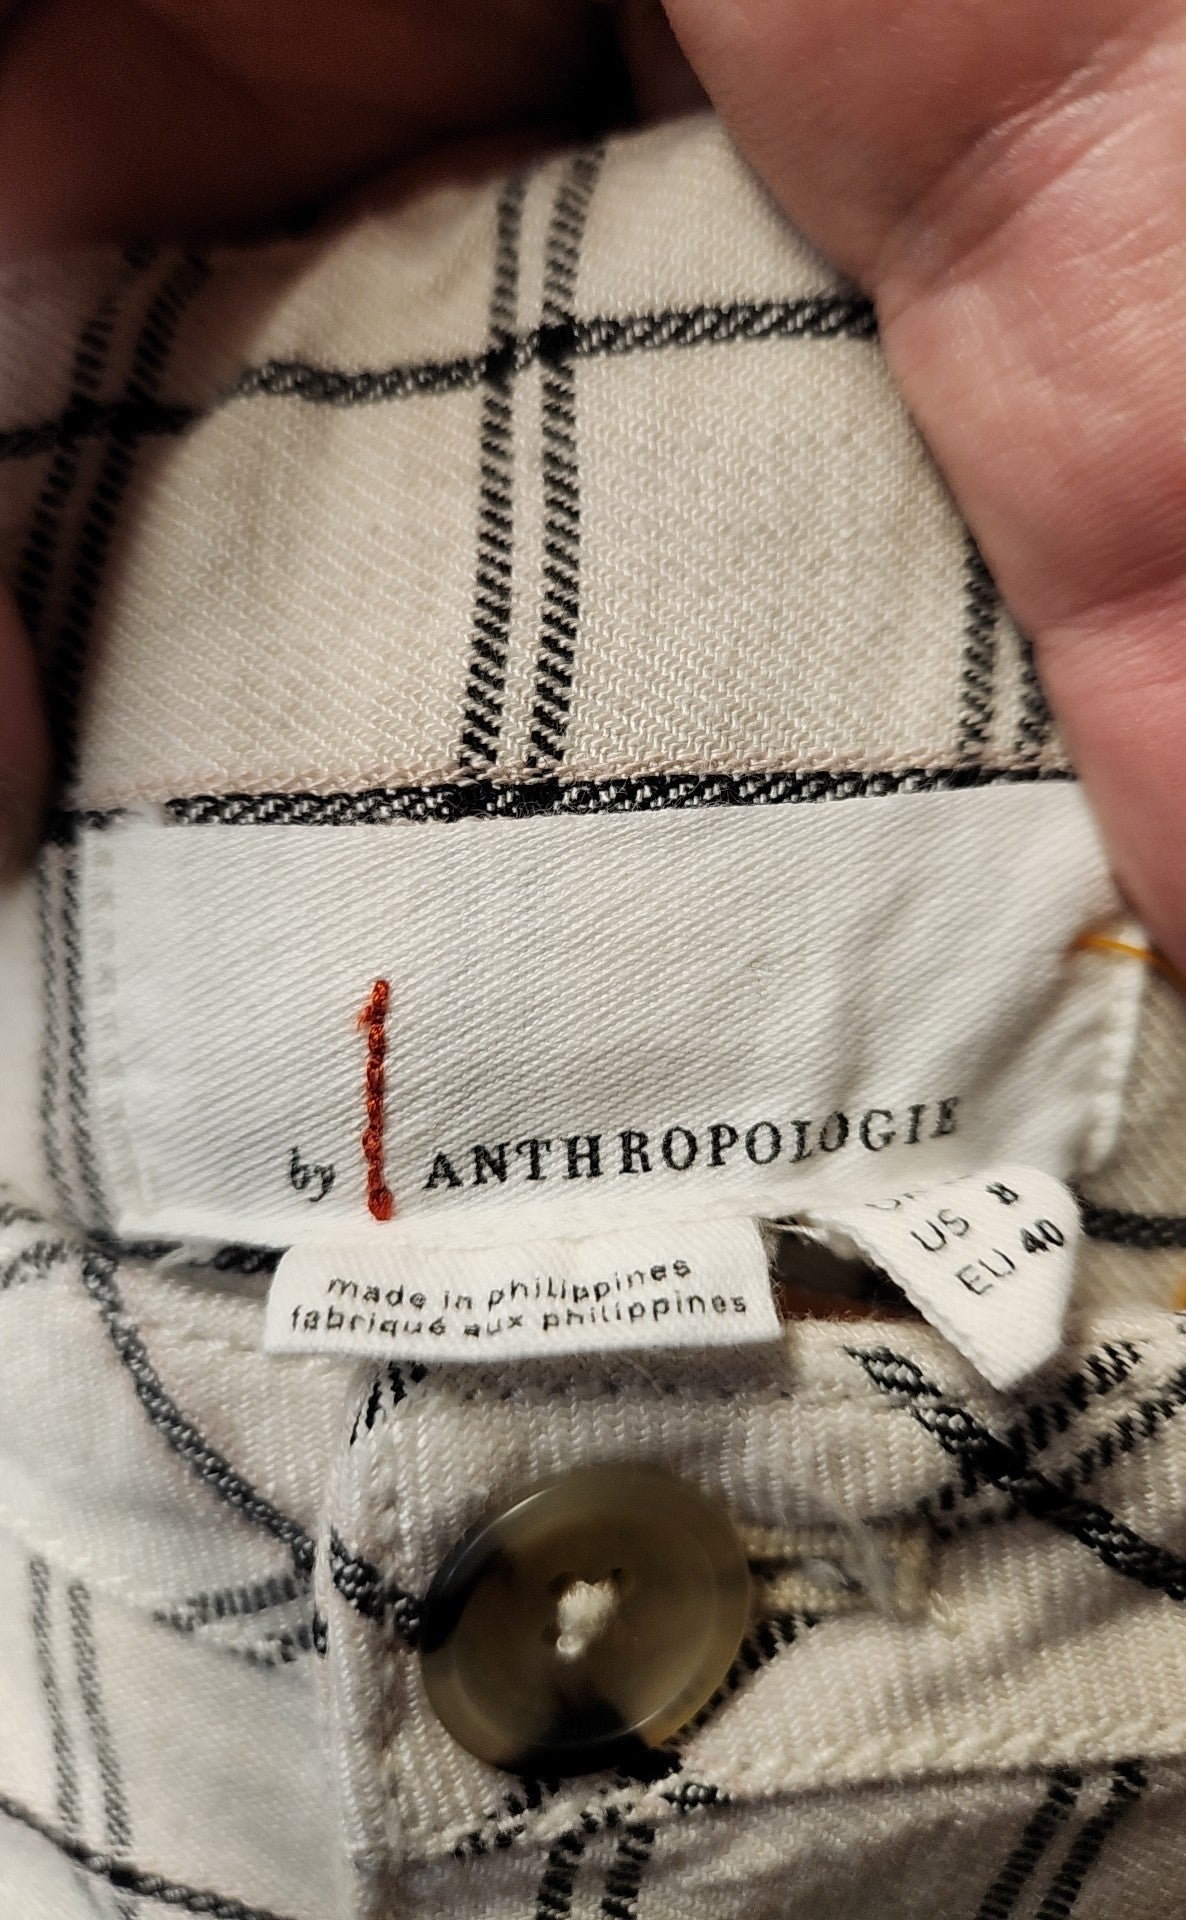 by ANTHROPOLOGIE
made in philippines
fabriqué aux philippines
US 8
EU 40